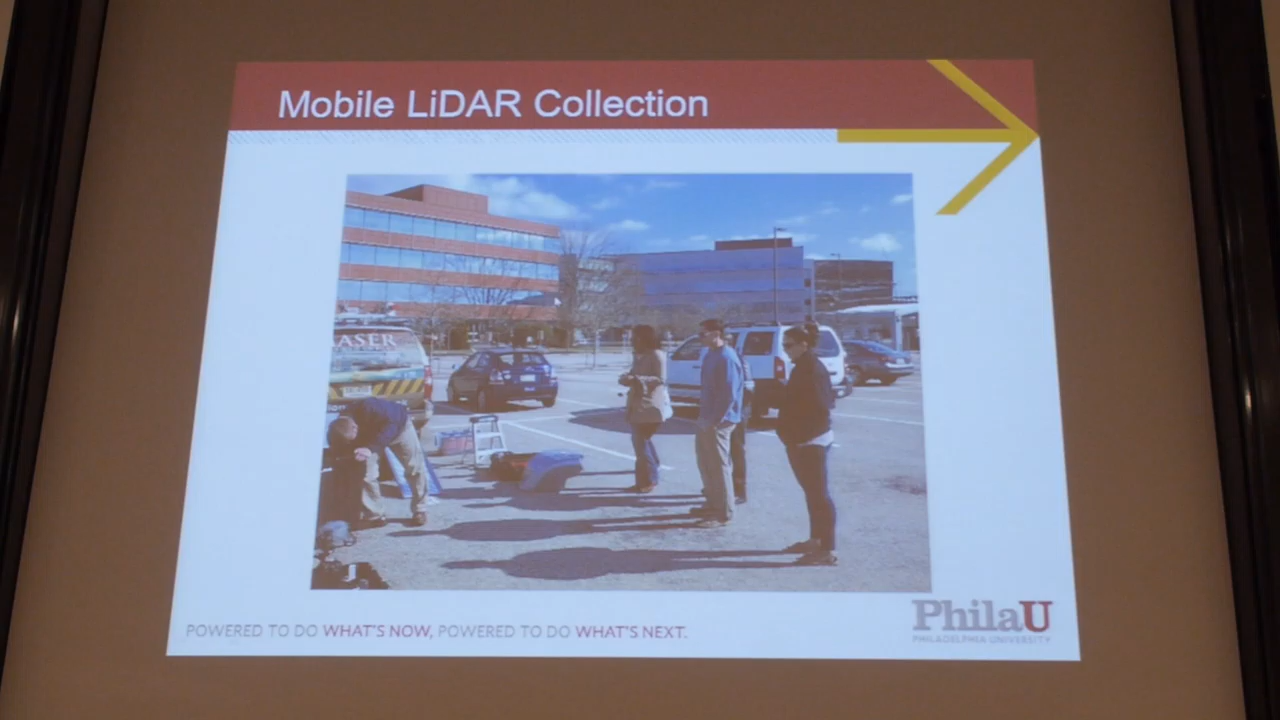 Mobile LiDAR Collection
ASER
POWERED TO DO WHAT'S NOW, POWERED TO DO WHAT'S NEXT.
PhilaU
PHILADELPHIA UNIVERSITY